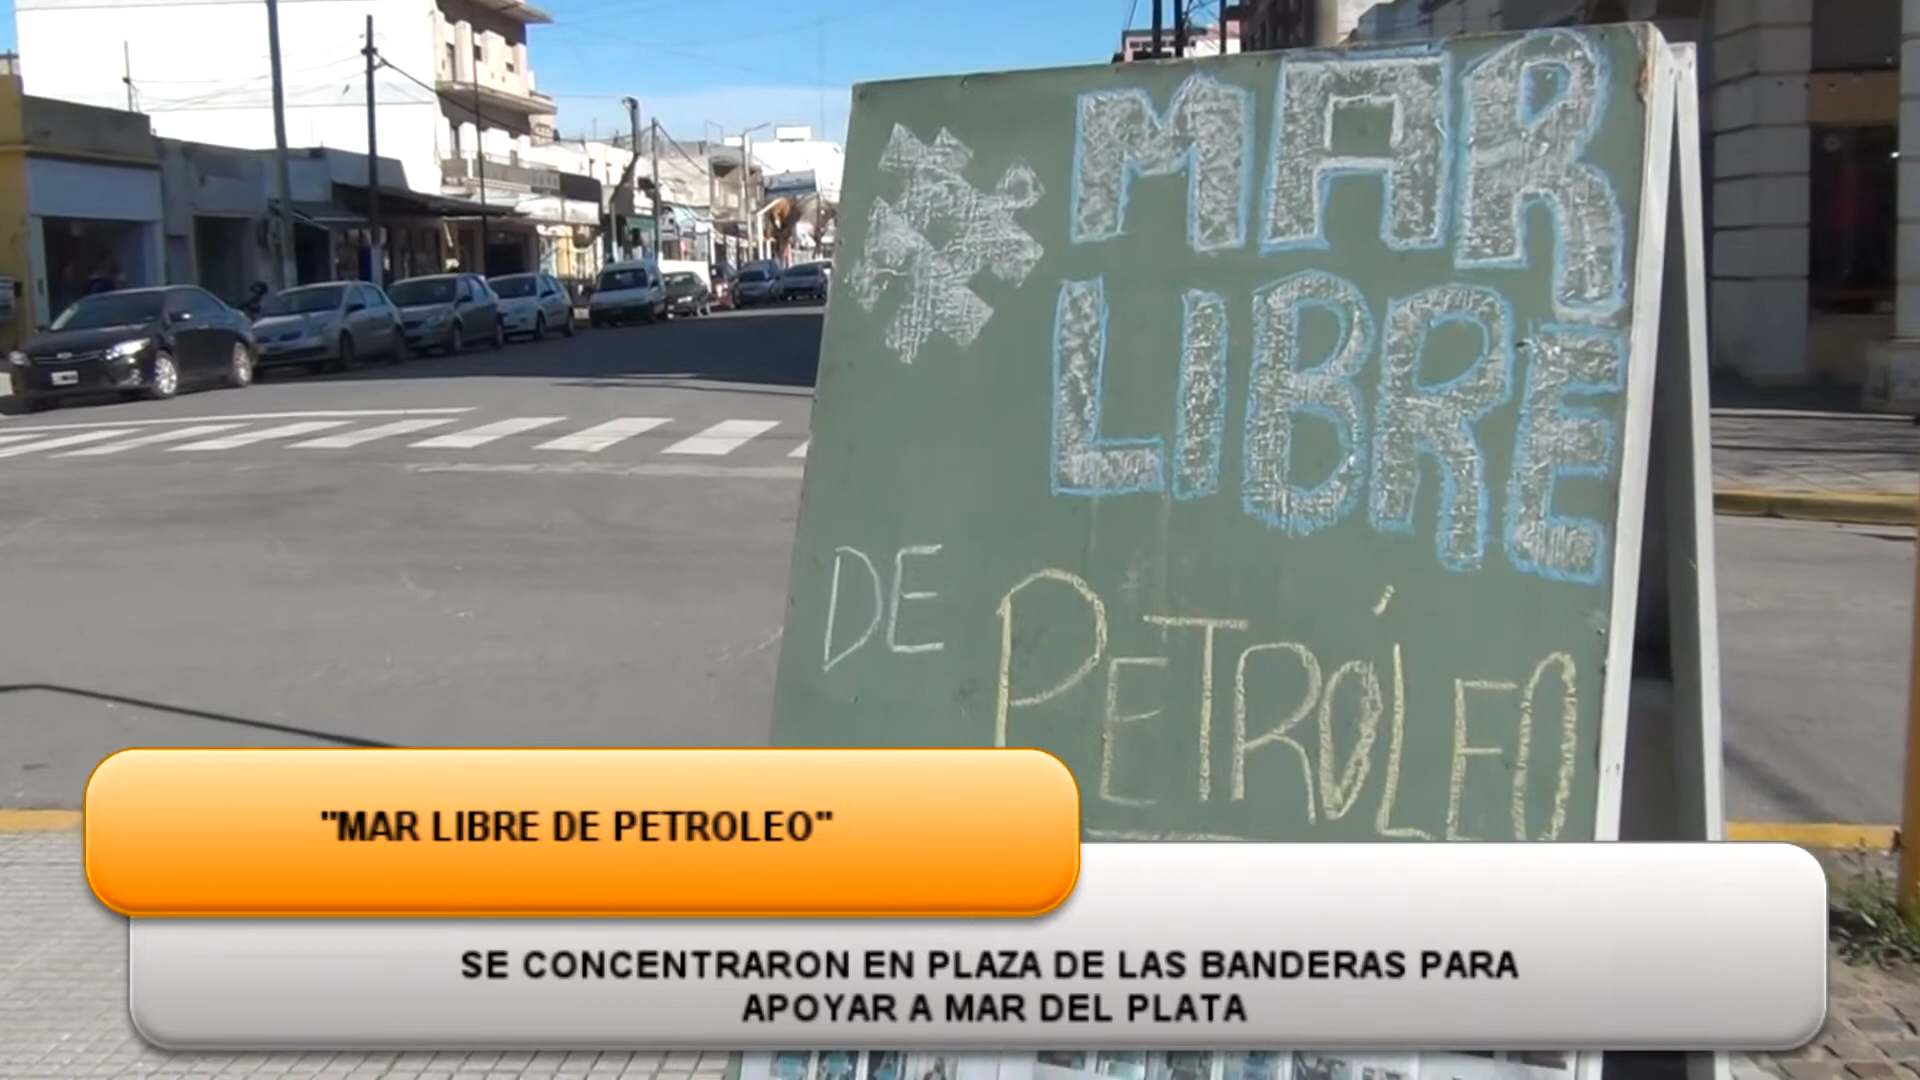 # MAR
LIBRE
DE PETRÓLEO
"MAR LIBRE DE PETROLEO"
SE CONCENTRARON EN PLAZA DE LAS BANDERAS PARA
APOYAR A MAR DEL PLATA